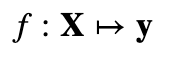 f : X ↦ y